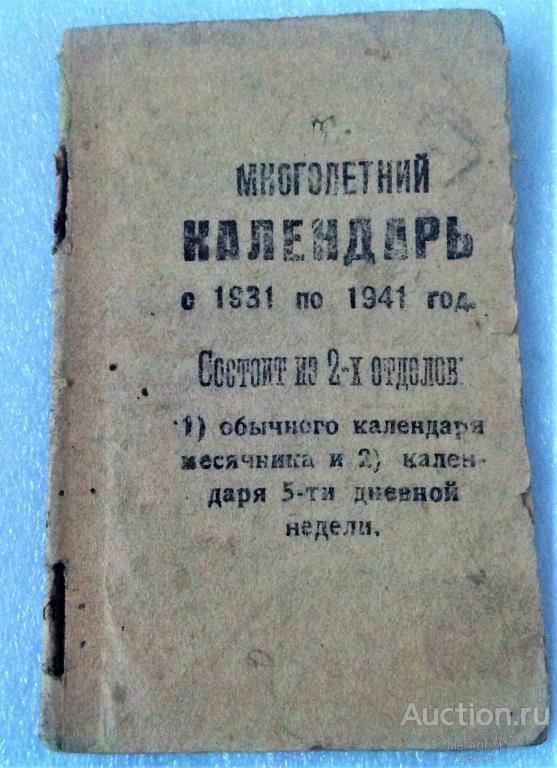 МНОГОЛЕТНИЙ
КАЛЕНДАРЬ
с 1931 по 1941 год.
Состоит из 2-х отделов:
1) обычного календаря
месячника и 2) кален-
даря 5-ти дневной
недели.
Auction.ru